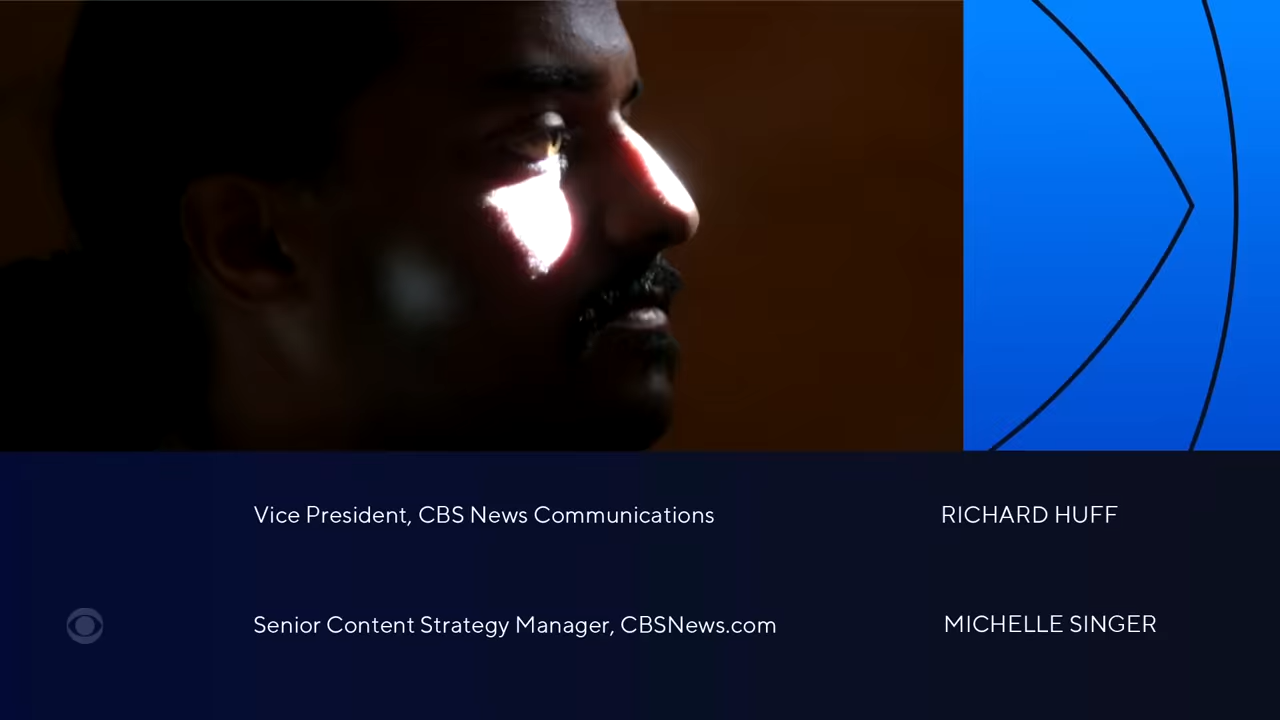 Vice President, CBS News Communications RICHARD HUFF
Senior Content Strategy Manager, CBSNews.com MICHELLE SINGER